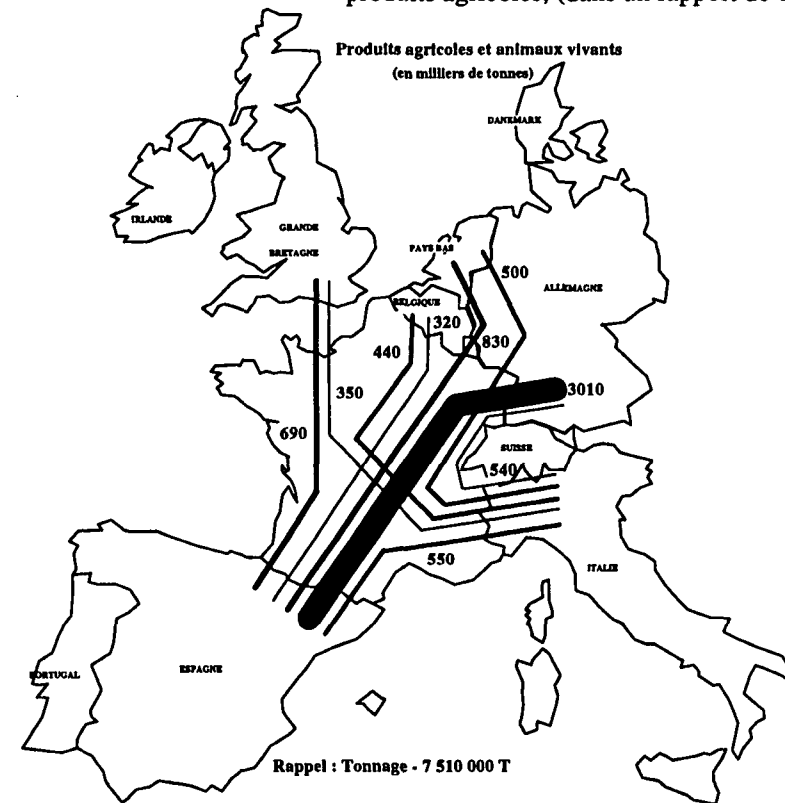 Produits agricoles et animaux vivants
(en milliers de tonnes)
DANEMARK
IRLANDE
GRANDE
BRETAGNE
PAYS BAS
500
ALLEMAGNE
BELGIQUE
320
440
830
350
3010
690
SUISSE
540
550
ITALIE
PORTUGAL
ESPAGNE
Rappel : Tonnage - 7 510 000 T